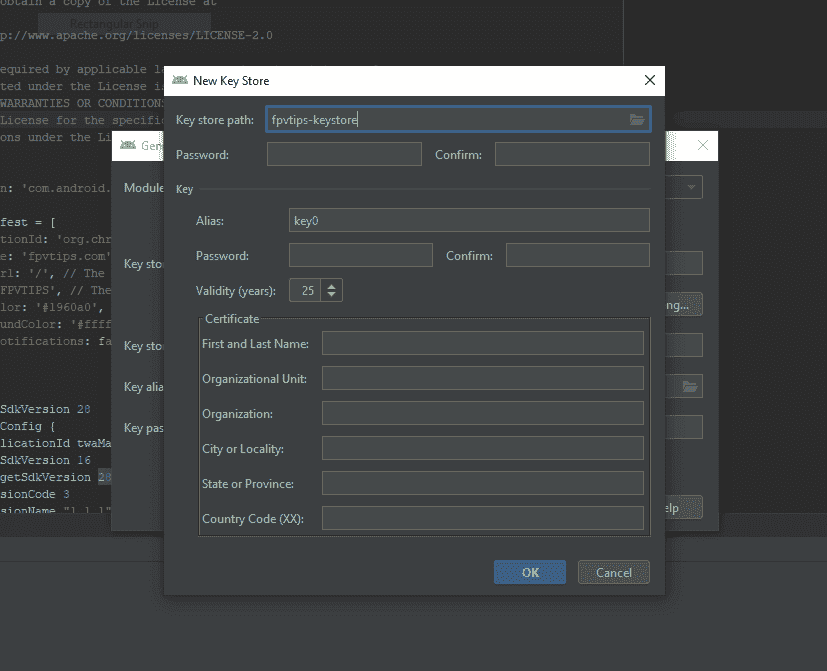 obtain a copy of the License at
Rectangular Snip
p://www.apache.org/licenses/LICENSE-2.0
equired by applicable la
ted under the License i
WARRANTIES OR CONDITION
License for the specifi
ons under the Li
New Key Store
Key store path: fpvtips-keystore
Password: Confirm:
Key
Alias: key0
Password: Confirm:
Validity (years): 25
Certificate
First and Last Name:
Organizational Unit:
Organization:
City or Locality:
State or Province:
Country Code (XX):
OK Cancel
Gen
Module
Key sto
ng...
Key sto
Key alia
Key pas
elp
n: 'com.android.
fest = [
tionId: 'org.chr
e: 'fpvtips.com'
rl: '/', // The
FPVTIPS', // The
lor: '#1960a0',
undColor: '#ffff
otifications: fa
SdkVersion 28
Config {
licationId twaMa
SdkVersion 16
getSdkVersion 28
sionCode 3
sionName "1.1.1"